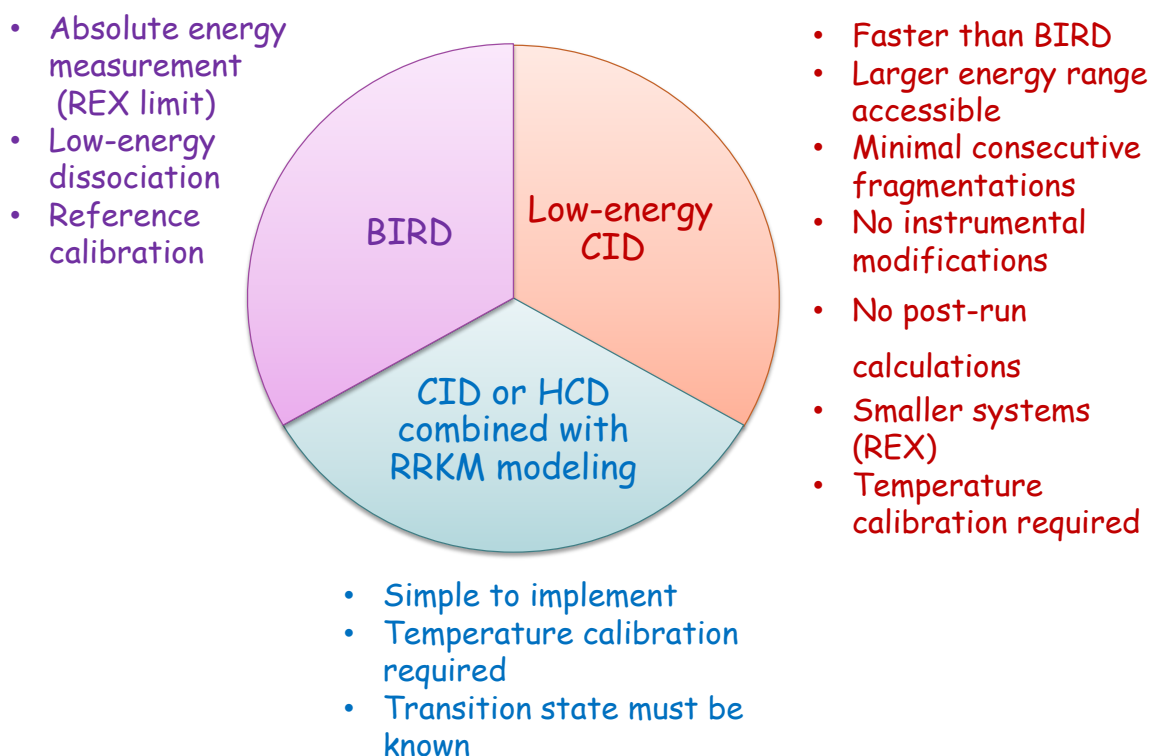 • Absolute energy
measurement
(REX limit)
• Low-energy
dissociation
• Reference
calibration
BIRD
Low-energy
CID
CID or HCD
combined with
RRKM modeling
• Faster than BIRD
• Larger energy range
accessible
• Minimal consecutive
fragmentations
• No instrumental
modifications
• No post-run
calculations
• Smaller systems
(REX)
• Temperature
calibration required
• Simple to implement
• Temperature calibration
required
• Transition state must be
known